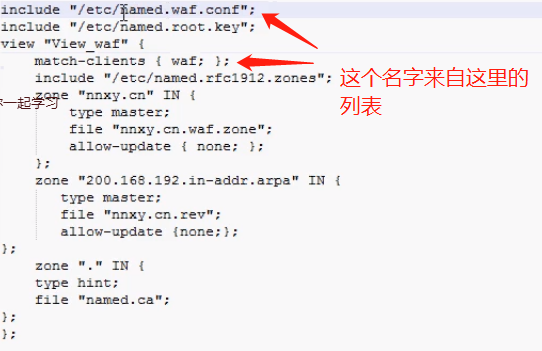 include "/etc/named.waf.conf";
include "/etc/named.root.key";
view "View_waf" {
match-clients { waf; };
include "/etc/named.rfc1912.zones";
这个名字来自这里的
列表
一起学习
zone "nnxy.cn" IN {
type master;
file "nnxy.cn.waf.zone";
allow-update { none; };
};
zone "200.168.192.in-addr.arpa" IN {
type master;
file "nnxy.cn.rev";
allow-update {none;};
};
zone "." IN {
type hint;
file "named.ca";
};
};